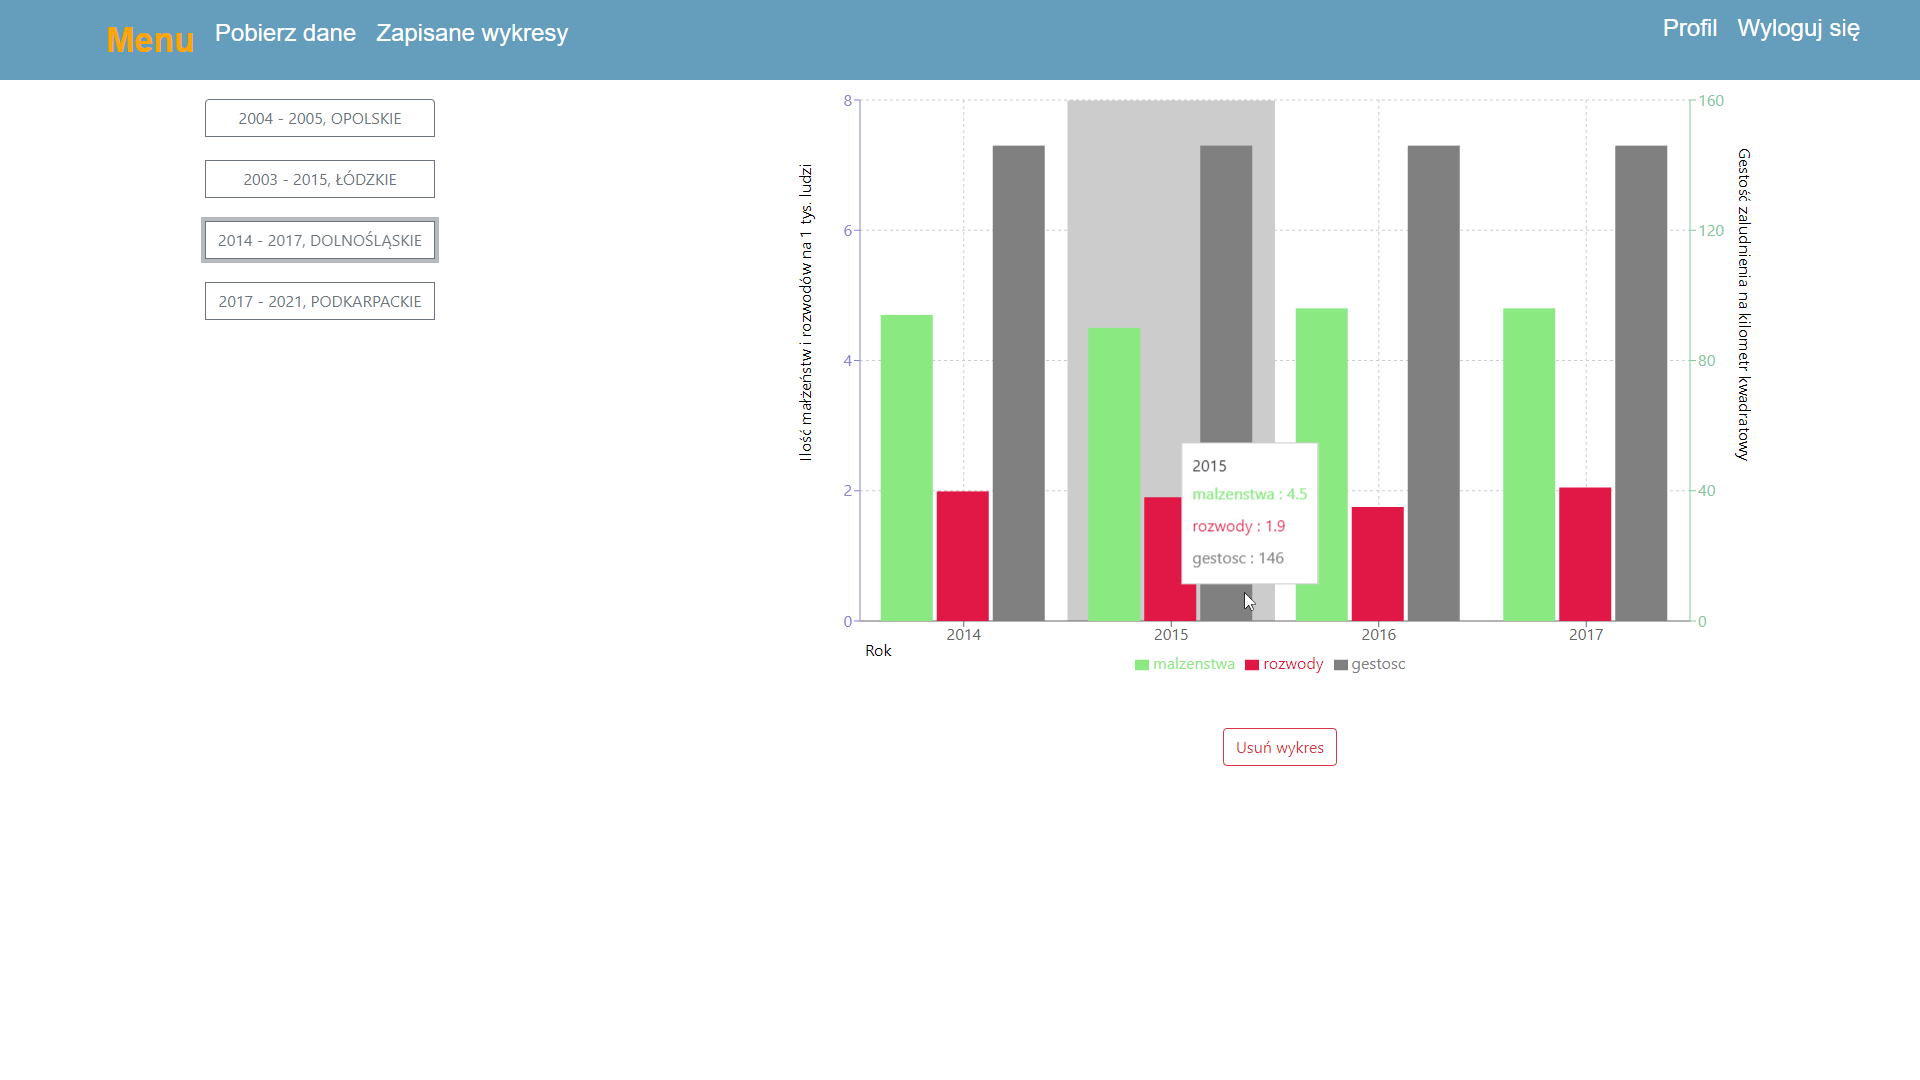 Menu Pobierz dane Zapisane wykresy Profil Wyloguj się
2004 - 2005, OPOLSKIE
2003 - 2015, ŁÓDZKIE
2014 - 2017, DOLNOŚLĄSKIE
2017 - 2021, PODKARPACKIE
Ilość małżeństw i rozwodów na 1 tys. ludzi
8
6
4
2
0
160
120
80
40
0
Gestość zaludnienia na kilometr kwadratowy
2015
malzenstwa : 4.5
rozwody : 1.9
gestosc : 146
2014 2015 2016 2017
Rok
malzenstwa rozwody gestosc
Usuń wykres